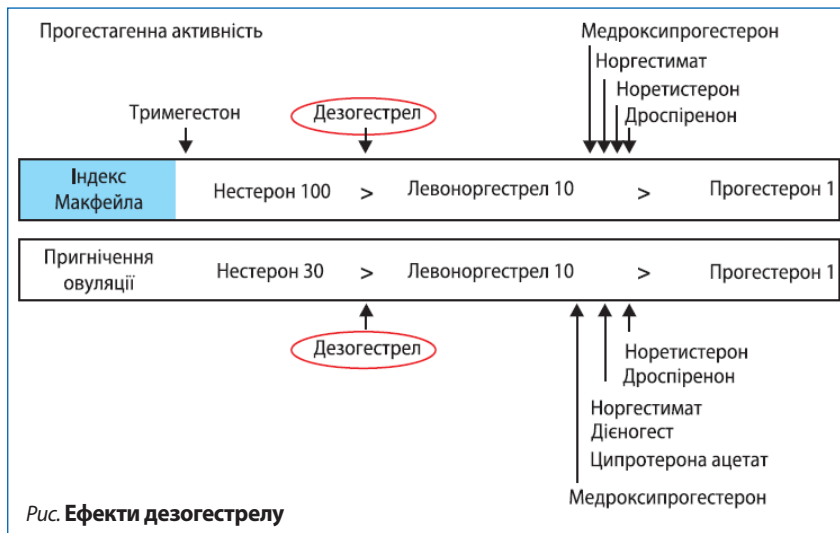 Прогестагенна активність
Медроксипрогестерон
Норгестимат
Норетистерон
Тримегестон
Дезогестрел
Дроспіренон
Індекс
Макфейла
Нестерон 100 > Левоноргестрел 10 > Прогестерон 1
Пригнічення
овуляції
Нестерон 30 > Левоноргестрел 10 > Прогестерон 1
Дезогестрел
Норетистерон
Дроспіренон
Норгестимат
Дієногест
Ципротерона ацетат
Медроксипрогестерон
Рис. Ефекти дезогестрелу